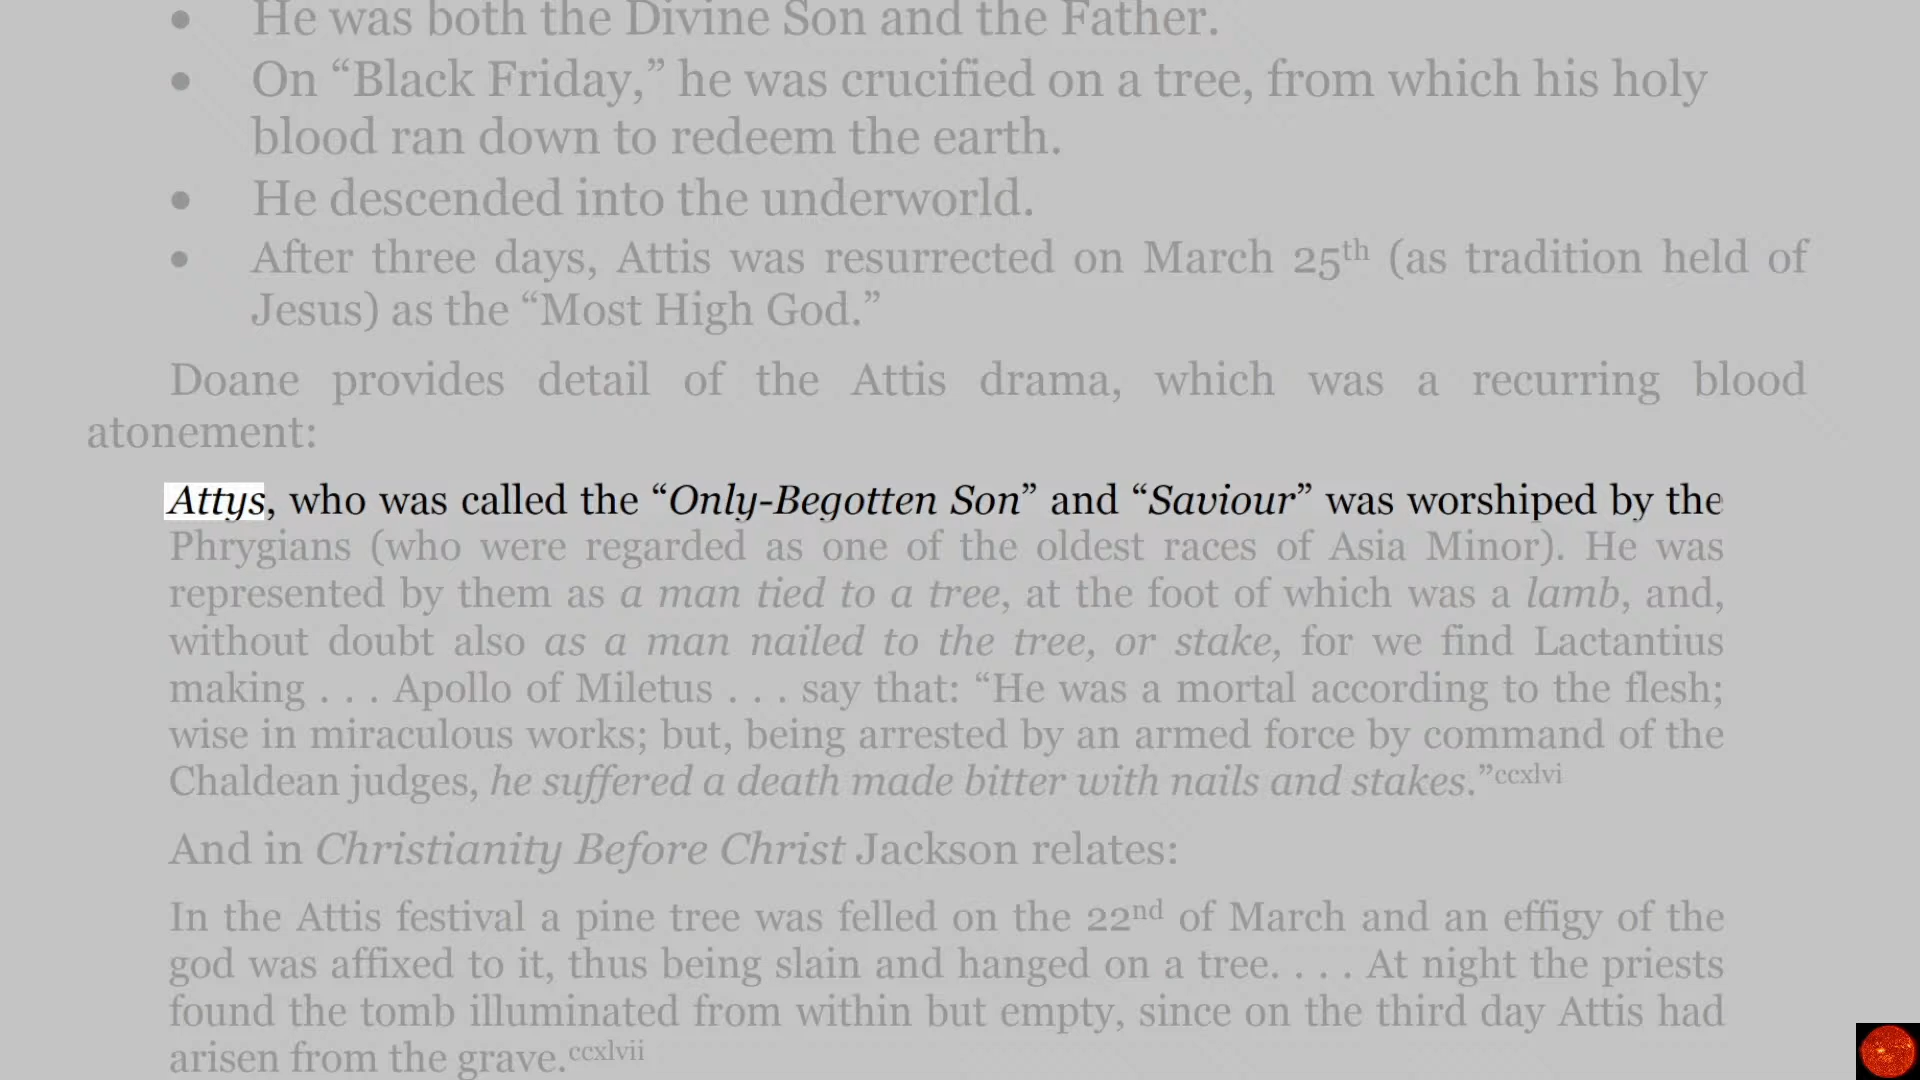 • He was both the Divine Son and the Father.
• On “Black Friday,” he was crucified on a tree, from which his holy
blood ran down to redeem the earth.
• He descended into the underworld.
• After three days, Attis was resurrected on March 25th (as tradition held of
Jesus) as the “Most High God.”
Doane provides detail of the Attis drama, which was a recurring blood
atonement:
Attys, who was called the “Only-Begotten Son” and “Saviour” was worshiped by the
Phrygians (who were regarded as one of the oldest races of Asia Minor). He was
represented by them as a man tied to a tree, at the foot of which was a lamb, and,
without doubt also as a man nailed to the tree, or stake, for we find Lactantius
making . . . Apollo of Miletus . . . say that: “He was a mortal according to the flesh;
wise in miraculous works; but, being arrested by an armed force by command of the
Chaldean judges, he suffered a death made bitter with nails and stakes.”ccxlvi
And in Christianity Before Christ Jackson relates:
In the Attis festival a pine tree was felled on the 22nd of March and an effigy of the
god was affixed to it, thus being slain and hanged on a tree. . . . At night the priests
found the tomb illuminated from within but empty, since on the third day Attis had
arisen from the grave.ccxlvii